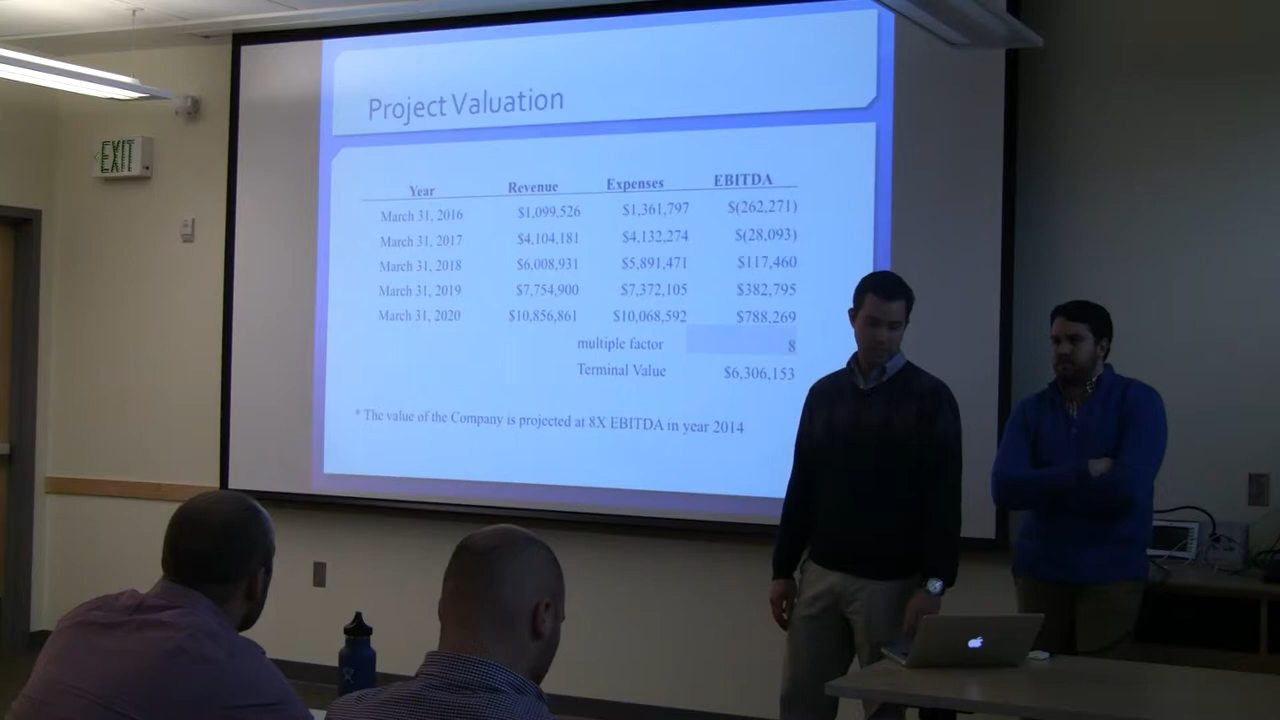 Project Valuation
EXIT
Year Revenue Expenses EBITDA
March 31, 2016 $1,099,526 $1,361,797 $(262,271)
March 31, 2017 $4,104,181 $4,132,274 $(28,093)
March 31, 2018 $6,008,931 $5,891,471 $117,460
March 31, 2019 $7,754,900 $7,372,105 $382,795
March 31, 2020 $10,856,861 $10,068,592 $788,269
multiple factor 8
Terminal Value $6,306,153
* The value of the Company is projected at 8X EBITDA in year 2014